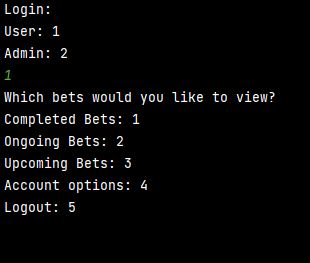 Login:
User: 1
Admin: 2
1
Which bets would you like to view?
Completed Bets: 1
Ongoing Bets: 2
Upcoming Bets: 3
Account options: 4
Logout: 5